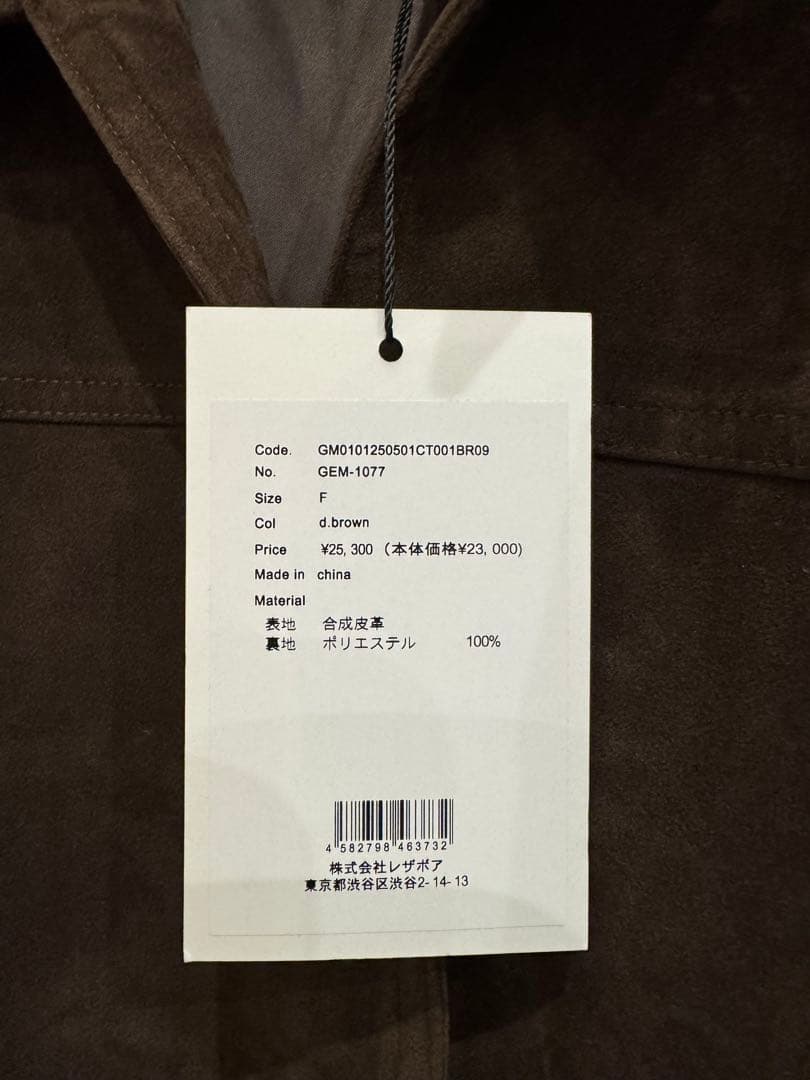 Code. GM0101250501CT001BR09
No. GEM-1077
Size F
Col d.brown
Price ¥25,300 (本体価格¥23,000)
Made in china
Material
表地 合成皮革
裏地 ポリエステル 100%
4 582798 463732
株式会社レザボア
東京都渋谷区渋谷2-14-13